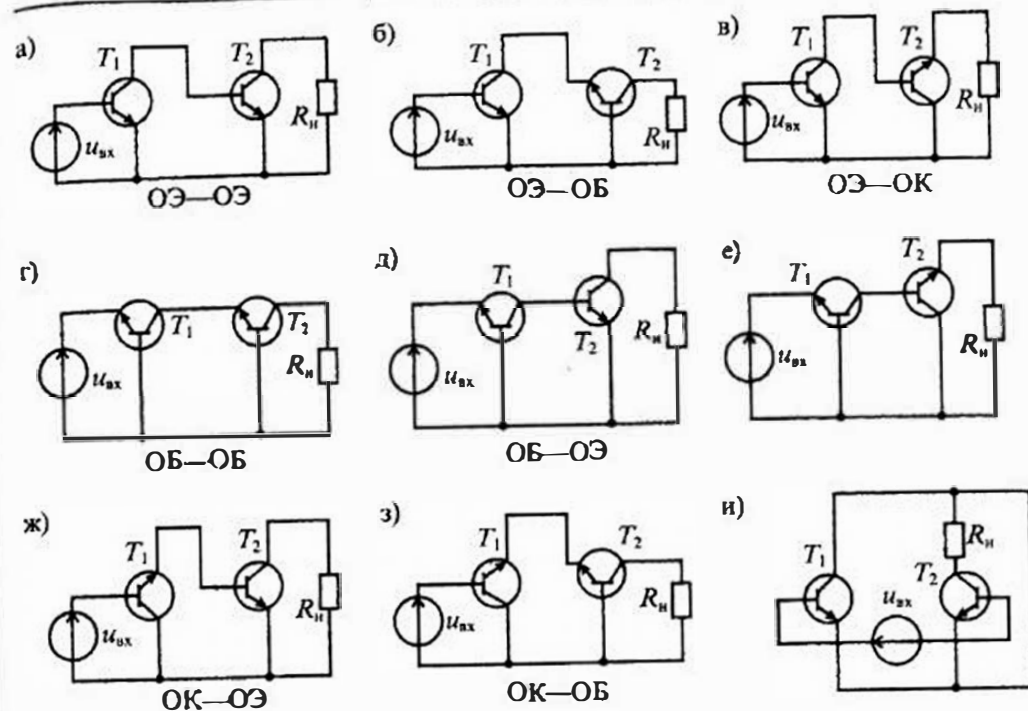 а) T₁ T₂ Rн uвх
ОЭ—ОЭ
б) T₁ T₂ Rн uвх
ОЭ—ОБ
в) T₁ T₂ Rн uвх
ОЭ—ОК
г) T₁ T₂ Rн uвх
ОБ—ОБ
д) T₁ T₂ Rн uвх
ОБ—ОЭ
е) T₁ T₂ Rн uвх
ж) T₁ T₂ Rн uвх
ОК—ОЭ
з) T₁ T₂ Rн uвх
ОК—ОБ
и) T₁ T₂ Rн uвх